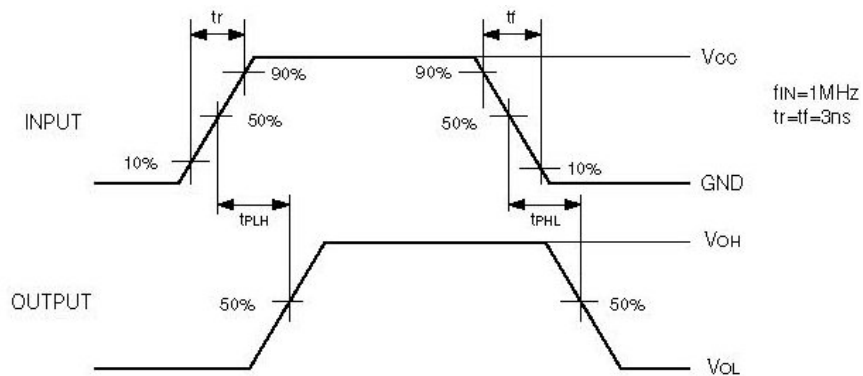 tr
tf
90%
90%
VCC
fIN=1MHz
tr=tf=3ns
INPUT
50%
50%
10%
10%
GND
tPLH
tPHL
VOH
OUTPUT
50%
50%
VOL